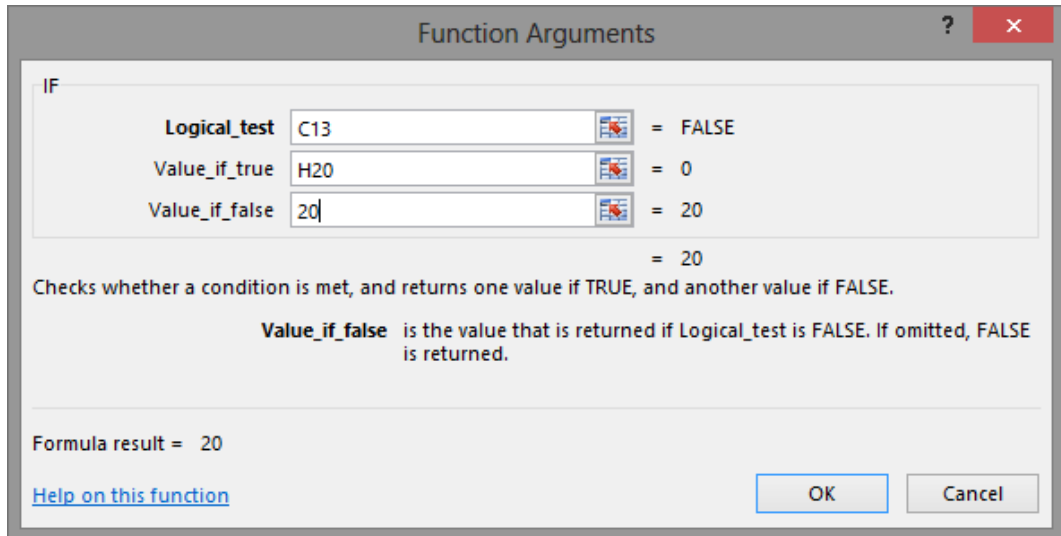 Function Arguments ? ×
IF
Logical_test C13 = FALSE
Value_if_true H20 = 0
Value_if_false 20 = 20
= 20
Checks whether a condition is met, and returns one value if TRUE, and another value if FALSE.
Value_if_false is the value that is returned if Logical_test is FALSE. If omitted, FALSE
is returned.
Formula result = 20
Help on this function OK Cancel